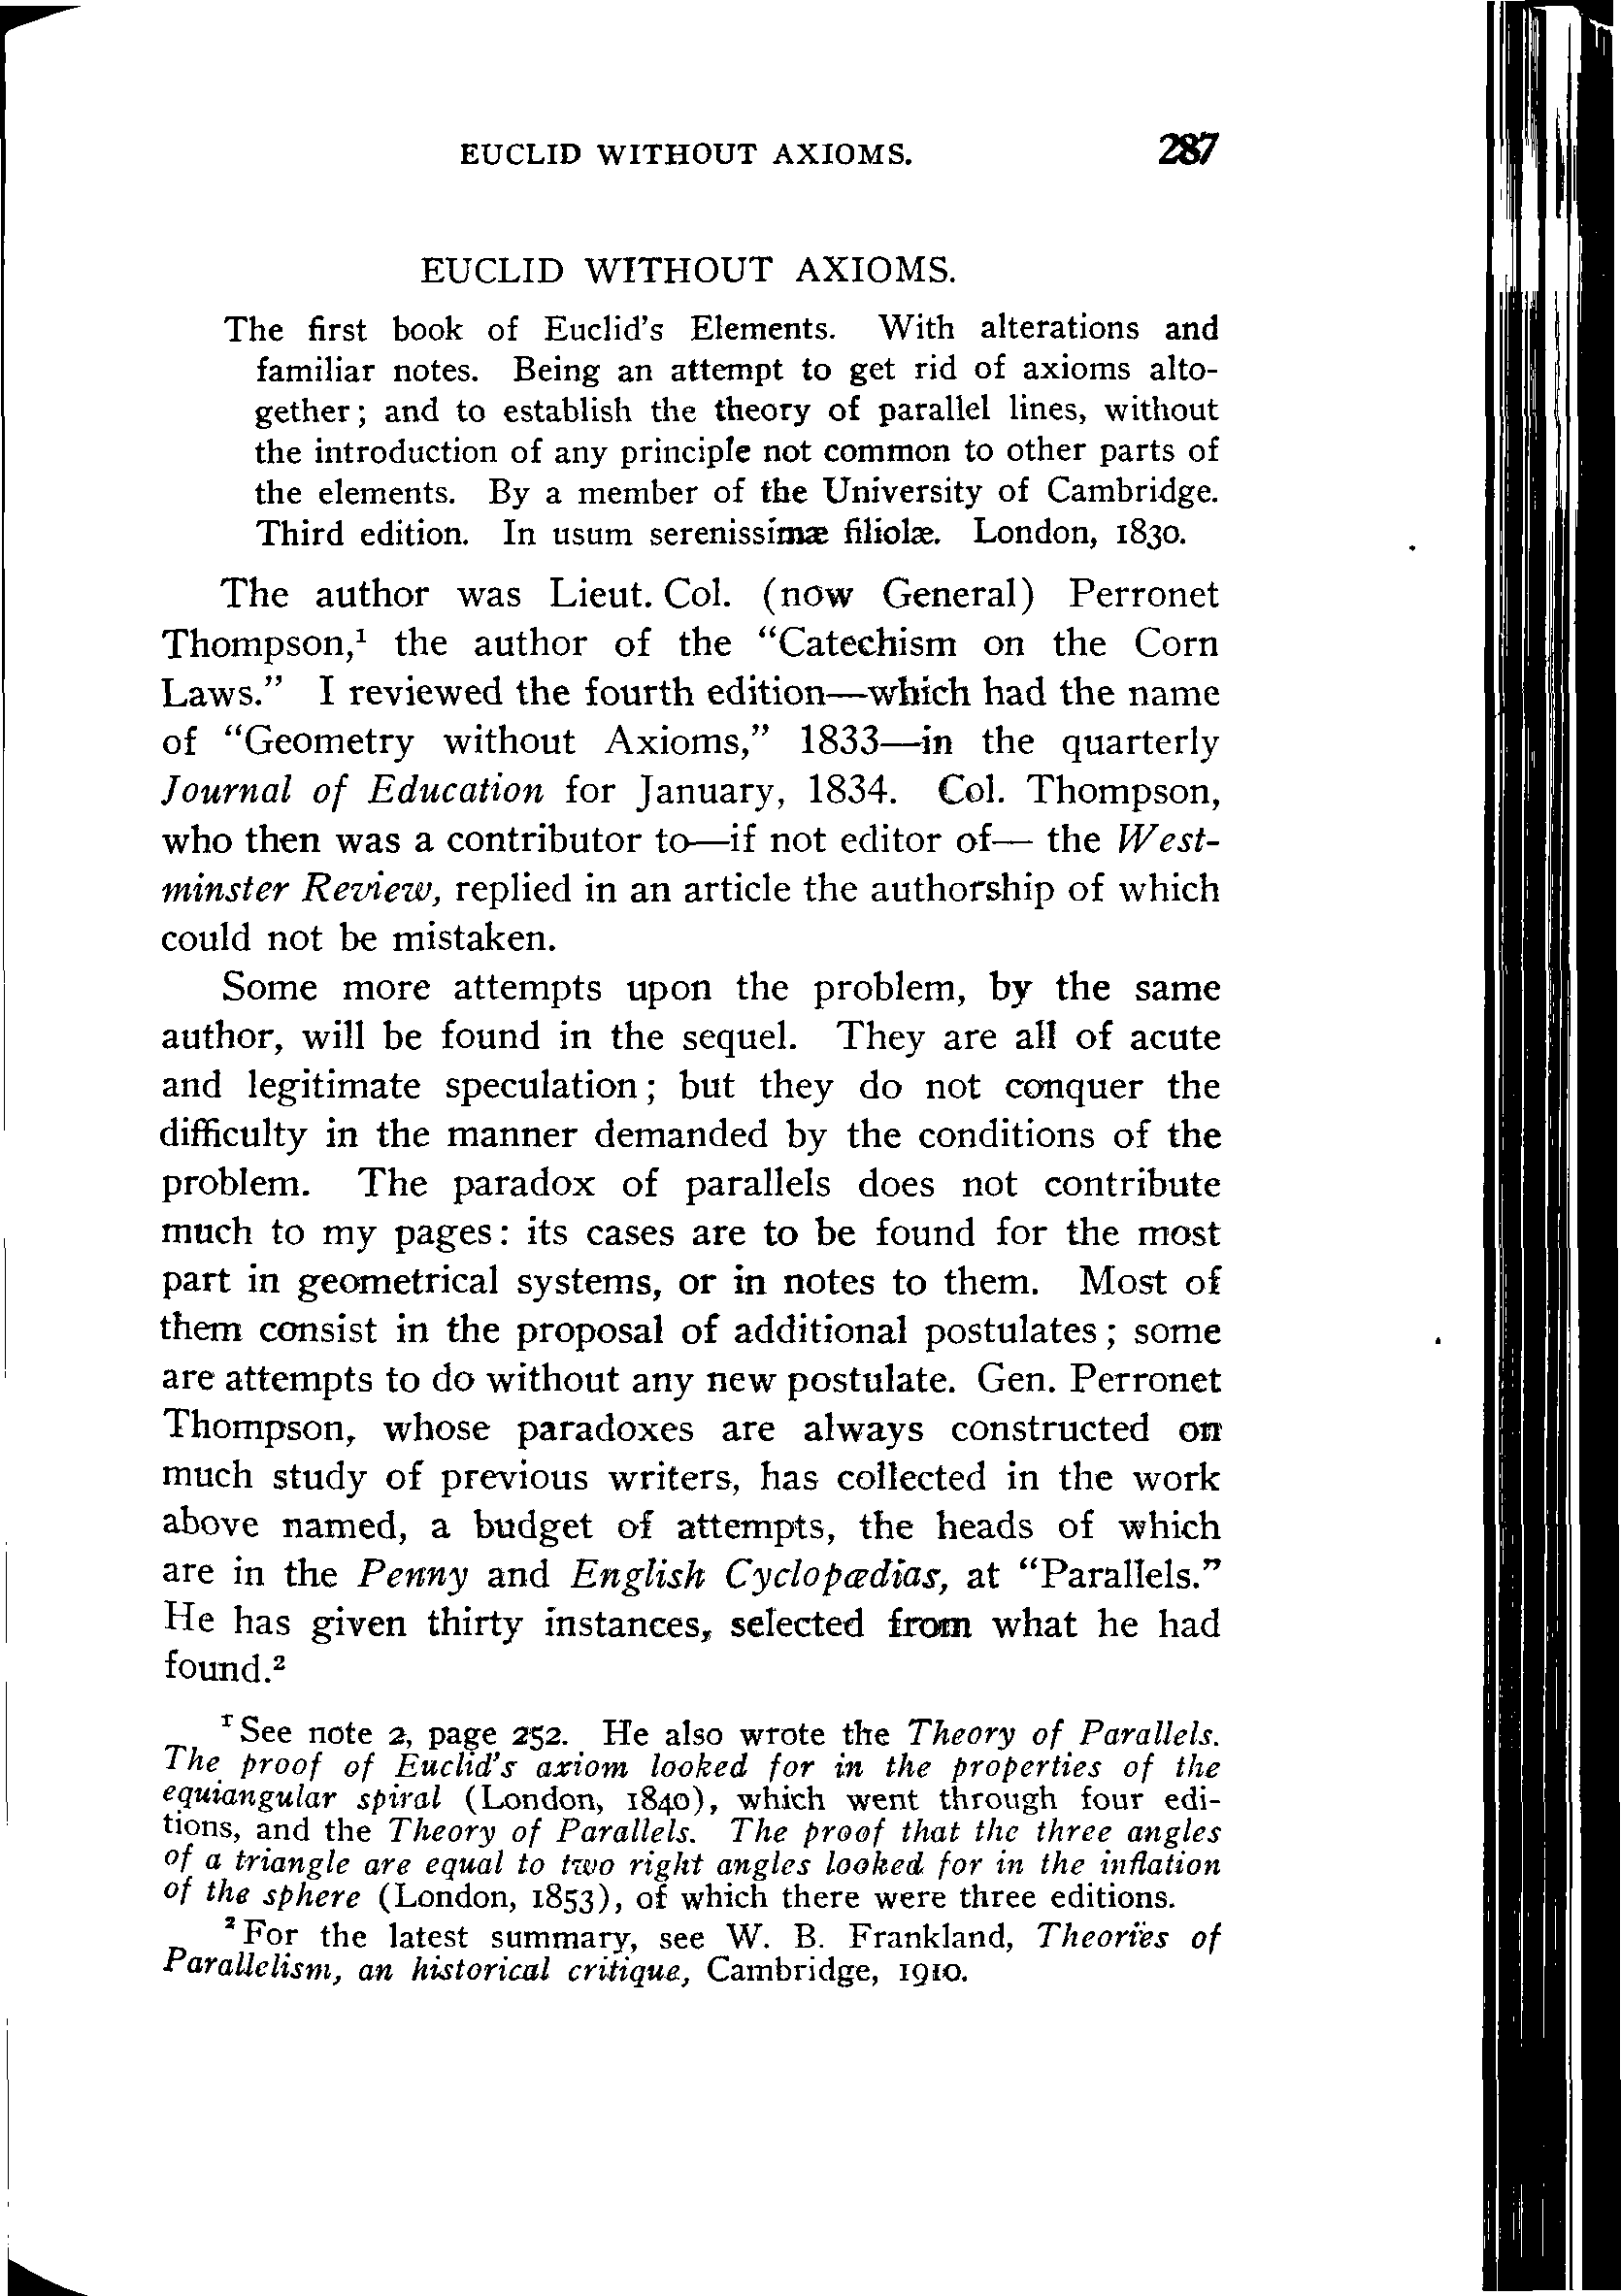 EUCLID WITHOUT AXIOMS. 287
EUCLID WITHOUT AXIOMS.
The first book of Euclid's Elements. With alterations and
familiar notes. Being an attempt to get rid of axioms alto-
gether; and to establish the theory of parallel lines, without
the introduction of any principle not common to other parts of
the elements. By a member of the University of Cambridge.
Third edition. In usum serenissimæ filiolæ. London, 1830.
The author was Lieut. Col. (now General) Perronet
Thompson,¹ the author of the “Catechism on the Corn
Laws.” I reviewed the fourth edition—which had the name
of “Geometry without Axioms,” 1833—in the quarterly
Journal of Education for January, 1834. Col. Thompson,
who then was a contributor to—if not editor of— the West-
minster Review, replied in an article the authorship of which
could not be mistaken.
Some more attempts upon the problem, by the same
author, will be found in the sequel. They are all of acute
and legitimate speculation; but they do not conquer the
difficulty in the manner demanded by the conditions of the
problem. The paradox of parallels does not contribute
much to my pages: its cases are to be found for the most
part in geometrical systems, or in notes to them. Most of
them consist in the proposal of additional postulates; some
are attempts to do without any new postulate. Gen. Perronet
Thompson, whose paradoxes are always constructed on
much study of previous writers, has collected in the work
above named, a budget of attempts, the heads of which
are in the Penny and English Cyclopædias, at “Parallels.”
He has given thirty instances, selected from what he had
found.²
¹ See note 2, page 252. He also wrote the Theory of Parallels.
The proof of Euclid's axiom looked for in the properties of the
equiangular spiral (London, 1840), which went through four edi-
tions, and the Theory of Parallels. The proof that the three angles
of a triangle are equal to two right angles looked for in the inflation
of the sphere (London, 1853), of which there were three editions.
² For the latest summary, see W. B. Frankland, Theories of
Parallelism, an historical critique, Cambridge, 1910.